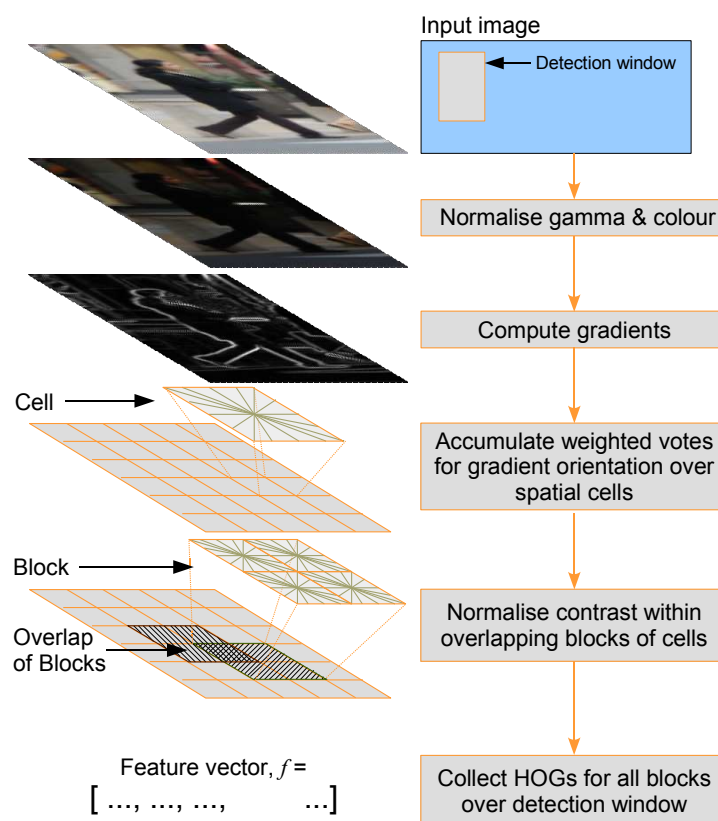 Input image
Detection window
Normalise gamma & colour
Compute gradients
Cell
Accumulate weighted votes
for gradient orientation over
spatial cells
Block
Normalise contrast within
overlapping blocks of cells
Overlap
of Blocks
Feature vector, f =
[ ..., ..., ..., ...]
Collect HOGs for all blocks
over detection window